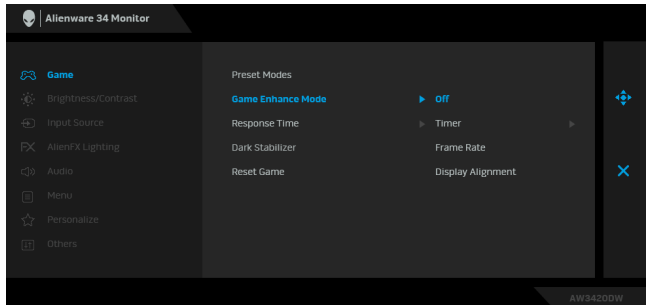 Alienware 34 Monitor
Game
Brightness/Contrast
Input Source
AlienFX Lighting
Audio
Menu
Personalize
Others
Preset Modes
Game Enhance Mode
Response Time
Dark Stabilizer
Reset Game
Off
Timer
Frame Rate
Display Alignment
AW3420DW